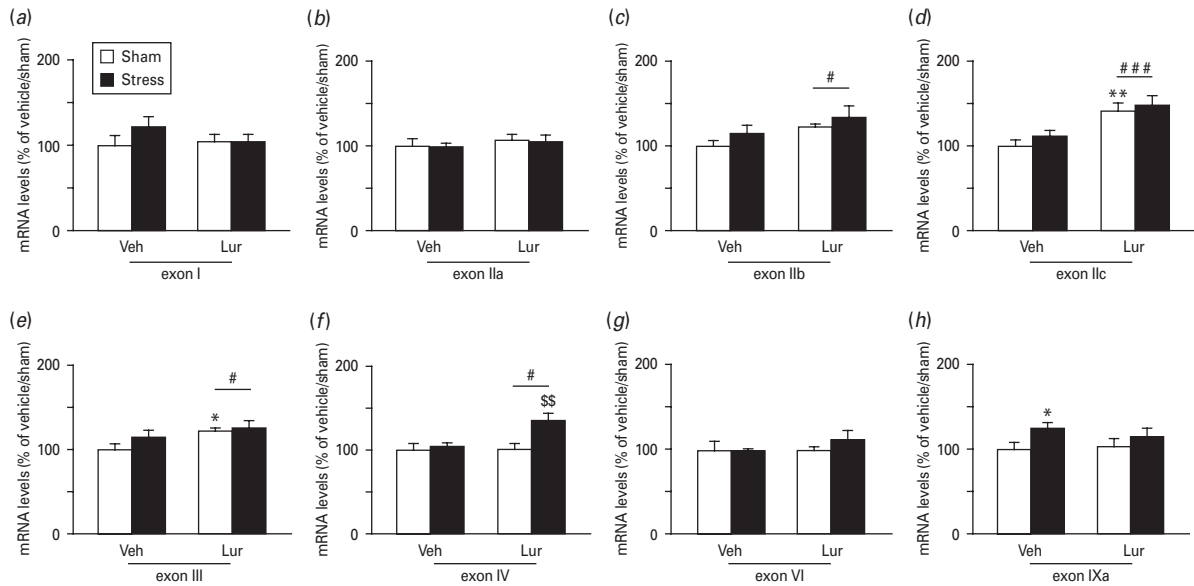 (a)
mRNA levels (% of vehicle/sham)
200
100
0
Sham
Stress
Veh Lur
exon I
(b)
mRNA levels (% of vehicle/sham)
200
100
0
Veh Lur
exon IIa
(c)
mRNA levels (% of vehicle/sham)
200
100
0
#
Veh Lur
exon IIb
(d)
mRNA levels (% of vehicle/sham)
200
100
0
###
**
Veh Lur
exon IIc
(e)
mRNA levels (% of vehicle/sham)
200
100
0
#
*
Veh Lur
exon III
(f)
mRNA levels (% of vehicle/sham)
200
100
0
#
$$
Veh Lur
exon IV
(g)
mRNA levels (% of vehicle/sham)
200
100
0
Veh Lur
exon VI
(h)
mRNA levels (% of vehicle/sham)
200
100
0
*
Veh Lur
exon IXa